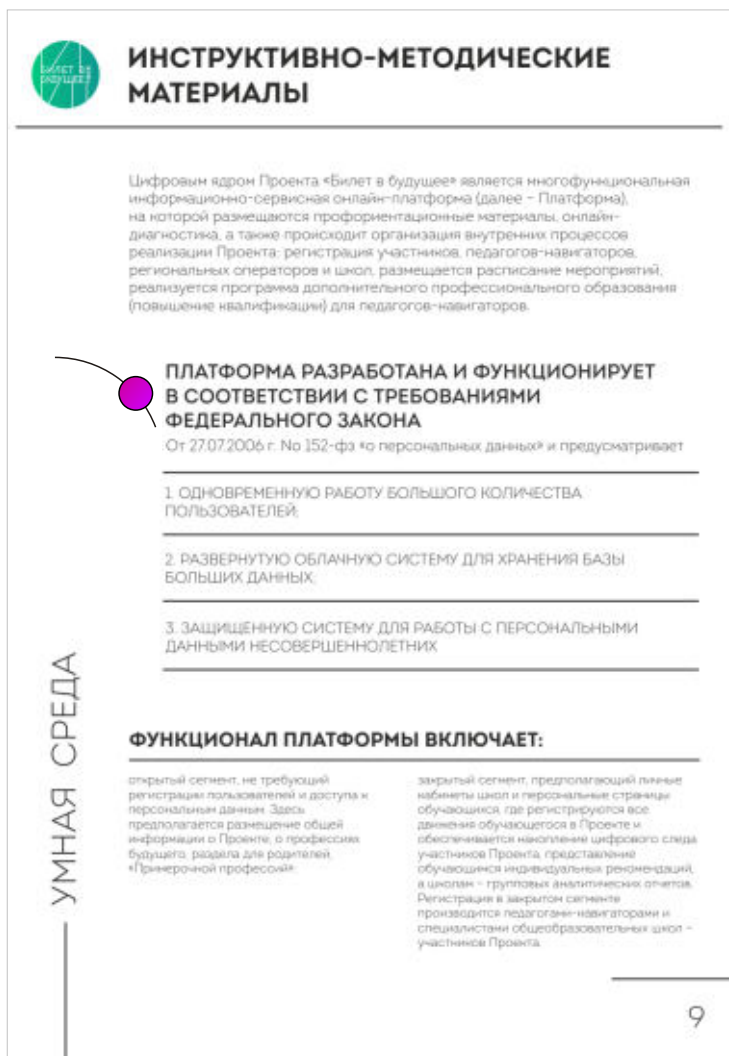 БИЛЕТ В
БУДУЩЕЕ
ИНСТРУКТИВНО-МЕТОДИЧЕСКИЕ
МАТЕРИАЛЫ
Цифровым ядром Проекта «Билет в будущее» является многофункциональная
информационно-сервисная онлайн-платформа (далее – Платформа),
на которой размещаются профориентационные материалы, онлайн-
диагностика, а также происходит организация внутренних процессов
реализации Проекта: регистрация участников, педагогов-навигаторов,
региональных операторов и школ, размещается расписание мероприятий,
реализуется программа дополнительного профессионального образования
(повышение квалификации) для педагогов-навигаторов.
ПЛАТФОРМА РАЗРАБОТАНА И ФУНКЦИОНИРУЕТ
В СООТВЕТСТВИИ С ТРЕБОВАНИЯМИ
ФЕДЕРАЛЬНОГО ЗАКОНА
От 27.07.2006 г. No 152-фз «о персональных данных» и предусматривает
1. ОДНОВРЕМЕННУЮ РАБОТУ БОЛЬШОГО КОЛИЧЕСТВА
ПОЛЬЗОВАТЕЛЕЙ;
2. РАЗВЕРНУТУЮ ОБЛАЧНУЮ СИСТЕМУ ДЛЯ ХРАНЕНИЯ БАЗЫ
БОЛЬШИХ ДАННЫХ;
3. ЗАЩИЩЕННУЮ СИСТЕМУ ДЛЯ РАБОТЫ С ПЕРСОНАЛЬНЫМИ
ДАННЫМИ НЕСОВЕРШЕННОЛЕТНИХ
УМНАЯ СРЕДА
ФУНКЦИОНАЛ ПЛАТФОРМЫ ВКЛЮЧАЕТ:
открытый сегмент, не требующий
регистрации пользователей и доступа к
персональным данным. Здесь
предполагается размещение общей
информации о Проекте, о профессиях
будущего, раздела для родителей,
«Примерочной профессий»
закрытый сегмент, предполагающий личные
кабинеты школ и персональные страницы
обучающихся, где регистрируются все
движения обучающегося в Проекте и
обеспечивается накопление цифрового следа
участников Проекта, представление
обучающимся индивидуальных рекомендаций,
а школам – групповых аналитических отчетов.
Регистрация в закрытом сегменте
производится педагогами-навигаторами и
специалистами общеобразовательных школ –
участников Проекта.
9